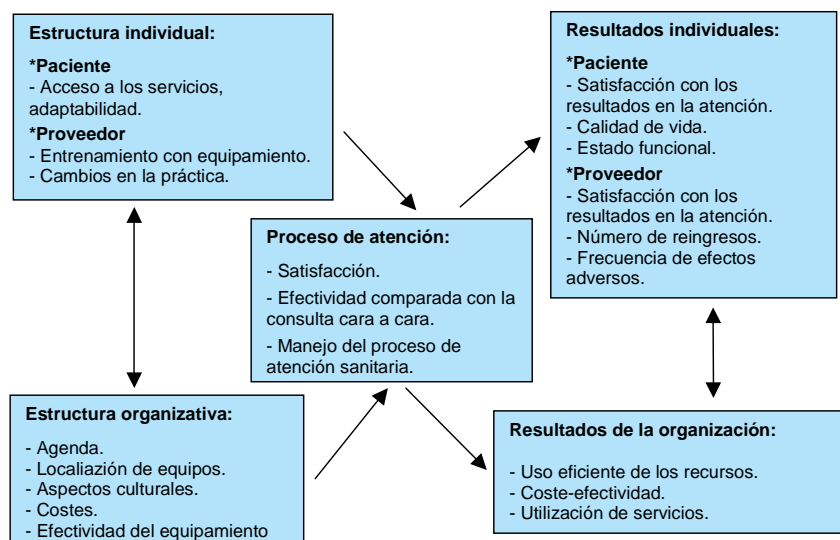 Estructura individual:
*Paciente
- Acceso a los servicios,
adaptabilidad.
*Proveedor
- Entrenamiento con equipamiento.
- Cambios en la práctica.
Resultados individuales:
*Paciente
- Satisfacción con los
resultados en la atención.
- Calidad de vida.
- Estado funcional.
*Proveedor
- Satisfacción con los
resultados en la atención.
- Número de reingresos.
- Frecuencia de efectos
adversos.
Proceso de atención:
- Satisfacción.
- Efectividad comparada con la
consulta cara a cara.
- Manejo del proceso de
atención sanitaria.
Estructura organizativa:
- Agenda.
- Localiazión de equipos.
- Aspectos culturales.
- Costes.
- Efectividad del equipamiento
Resultados de la organización:
- Uso eficiente de los recursos.
- Coste-efectividad.
- Utilización de servicios.